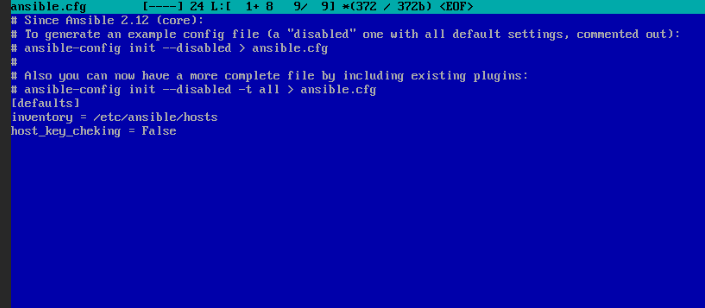 ansible.cfg [----] 24 L:[ 1+ 8 9/ 9] *(372 / 372b) <EOF>
# Since Ansible 2.12 (core):
# To generate an example config file (a "disabled" one with all default settings, commented out):
# ansible-config init --disabled > ansible.cfg
#
# Also you can now have a more complete file by including existing plugins:
# ansible-config init --disabled -t all > ansible.cfg
[defaults]
inventory = /etc/ansible/hosts
host_key_cheking = False